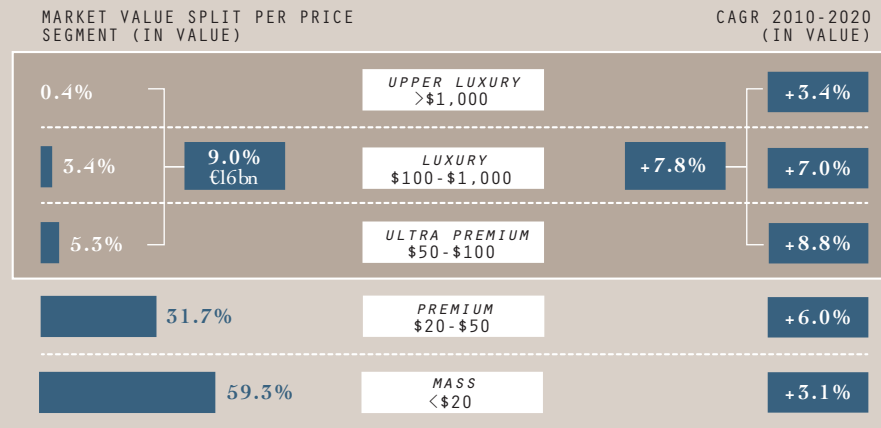 MARKET VALUE SPLIT PER PRICE
SEGMENT (IN VALUE)
CAGR 2010-2020
(IN VALUE)
0.4%
UPPER LUXURY
>$1,000
+3.4%
3.4%
9.0%
€16bn
LUXURY
$100-$1,000
+7.8%
+7.0%
5.3%
ULTRA PREMIUM
$50-$100
+8.8%
31.7%
PREMIUM
$20-$50
+6.0%
59.3%
MASS
<$20
+3.1%